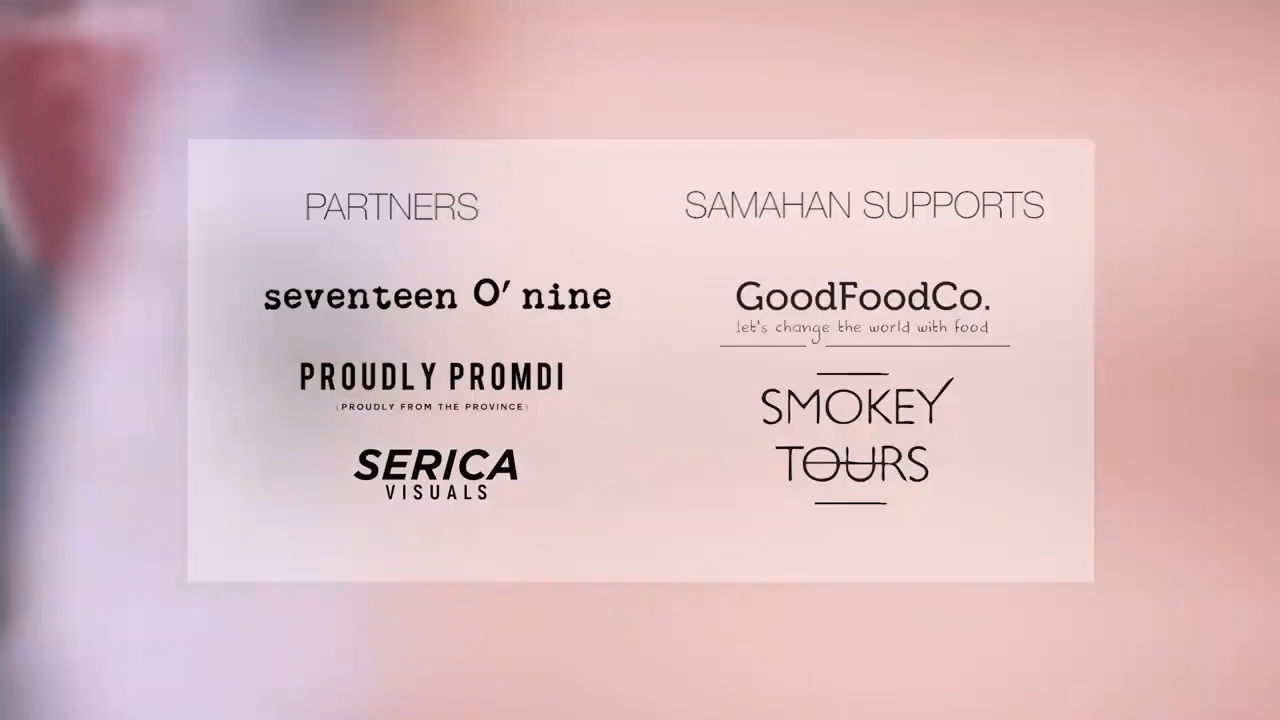 PARTNERS
seventeen O' nine
PROUDLY PROMDI
(PROUDLY FROM THE PROVINCE)
SERICA
VISUALS
SAMAHAN SUPPORTS
GoodFoodCo.
let's change the world with food
SMOKEY
TOURS